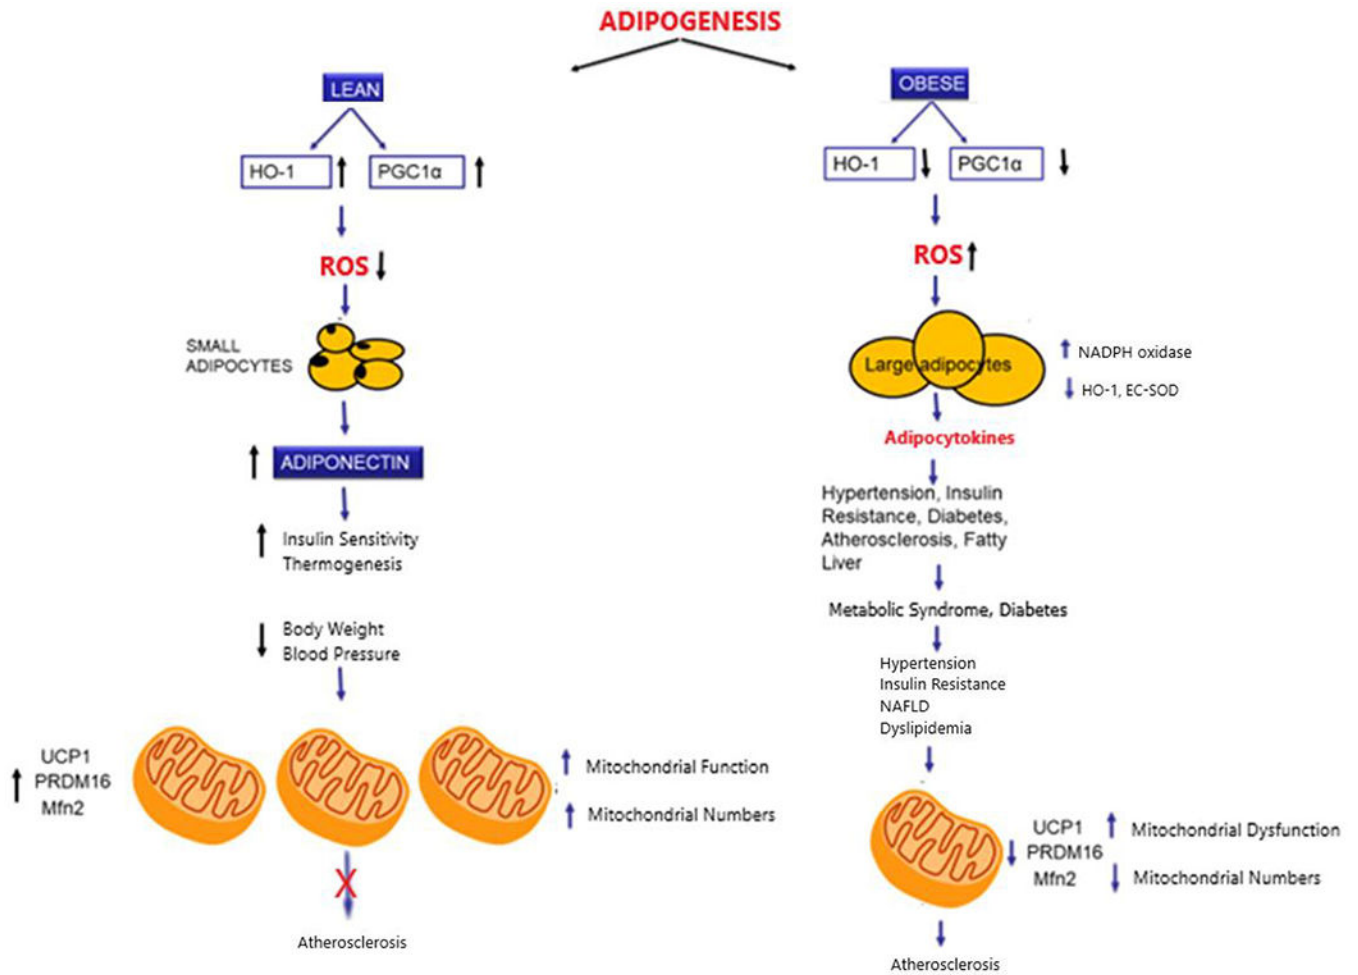 ADIPOGENESIS
LEAN
HO-1
PGC1α
ROS
SMALL
ADIPOCYTES
ADIPONECTIN
Insulin Sensitivity
Thermogenesis
Body Weight
Blood Pressure
UCP1
PRDM16
Mfn2
Mitochondrial Function
Mitochondrial Numbers
X
Atherosclerosis
OBESE
HO-1
PGC1α
ROS
Large adipocytes
NADPH oxidase
HO-1, EC-SOD
Adipocytokines
Hypertension, Insulin
Resistance, Diabetes,
Atherosclerosis, Fatty
Liver
Metabolic Syndrome, Diabetes
Hypertension
Insulin Resistance
NAFLD
Dyslipidemia
UCP1
PRDM16
Mfn2
Mitochondrial Dysfunction
Mitochondrial Numbers
Atherosclerosis